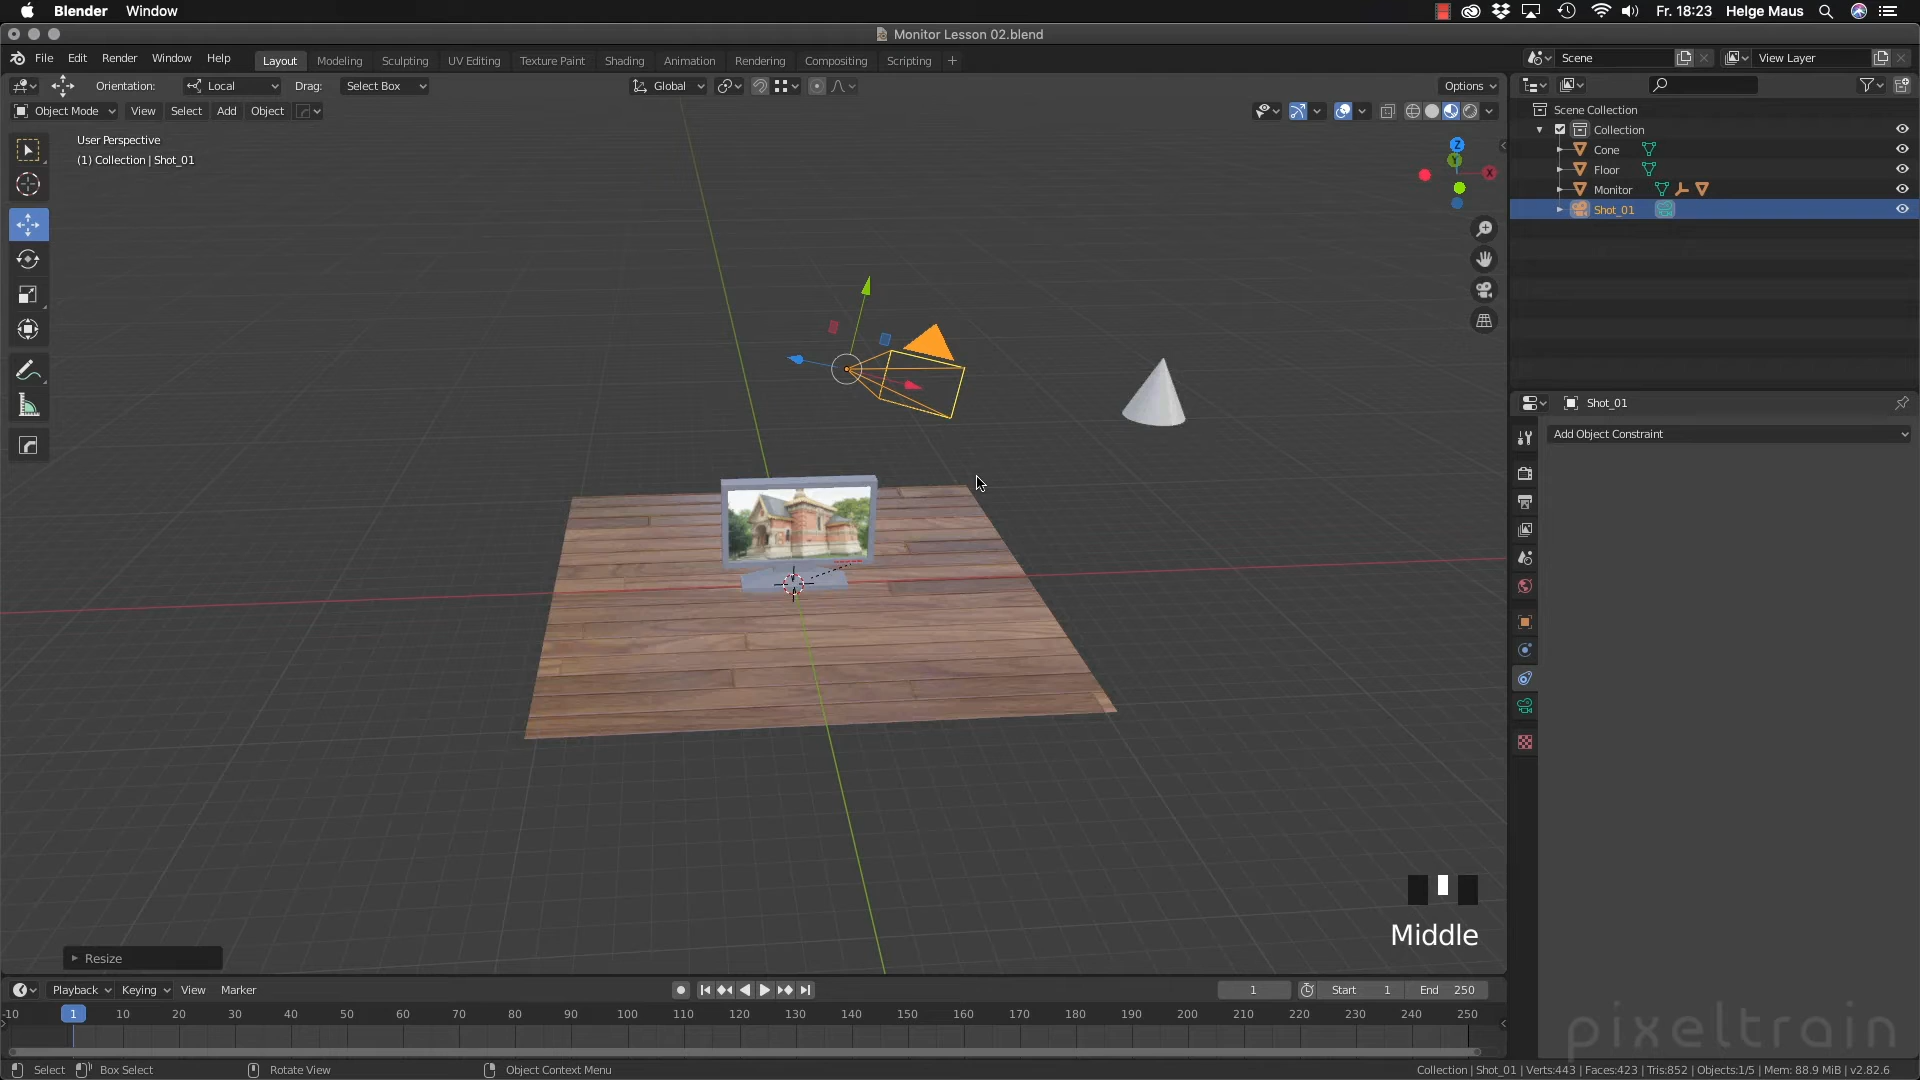 Blender Window Fr. 18:23 Helge Maus
Monitor Lesson 02.blend
File Edit Render Window Help Layout Modeling Sculpting UV Editing Texture Paint Shading Animation Rendering Compositing Scripting + Scene View Layer
Orientation: Local Drag: Select Box Global Options
Object Mode View Select Add Object
User Perspective
(1) Collection | Shot_01
Z
Y
X
Scene Collection
Collection
Cone
Floor
Monitor
Shot_01
Shot_01
Add Object Constraint
Middle
Resize
Playback Keying View Marker 1 Start 1 End 250
-10 1 10 20 30 40 50 60 70 80 90 100 110 120 130 140 150 160 170 180 190 200 210 220 230 240 250
pixeltrain
Select Box Select Rotate View Object Context Menu Collection | Shot_01 | Verts:443 | Faces:423 | Tris:852 | Objects:1/5 | Mem: 88.9 MiB | v2.82.6